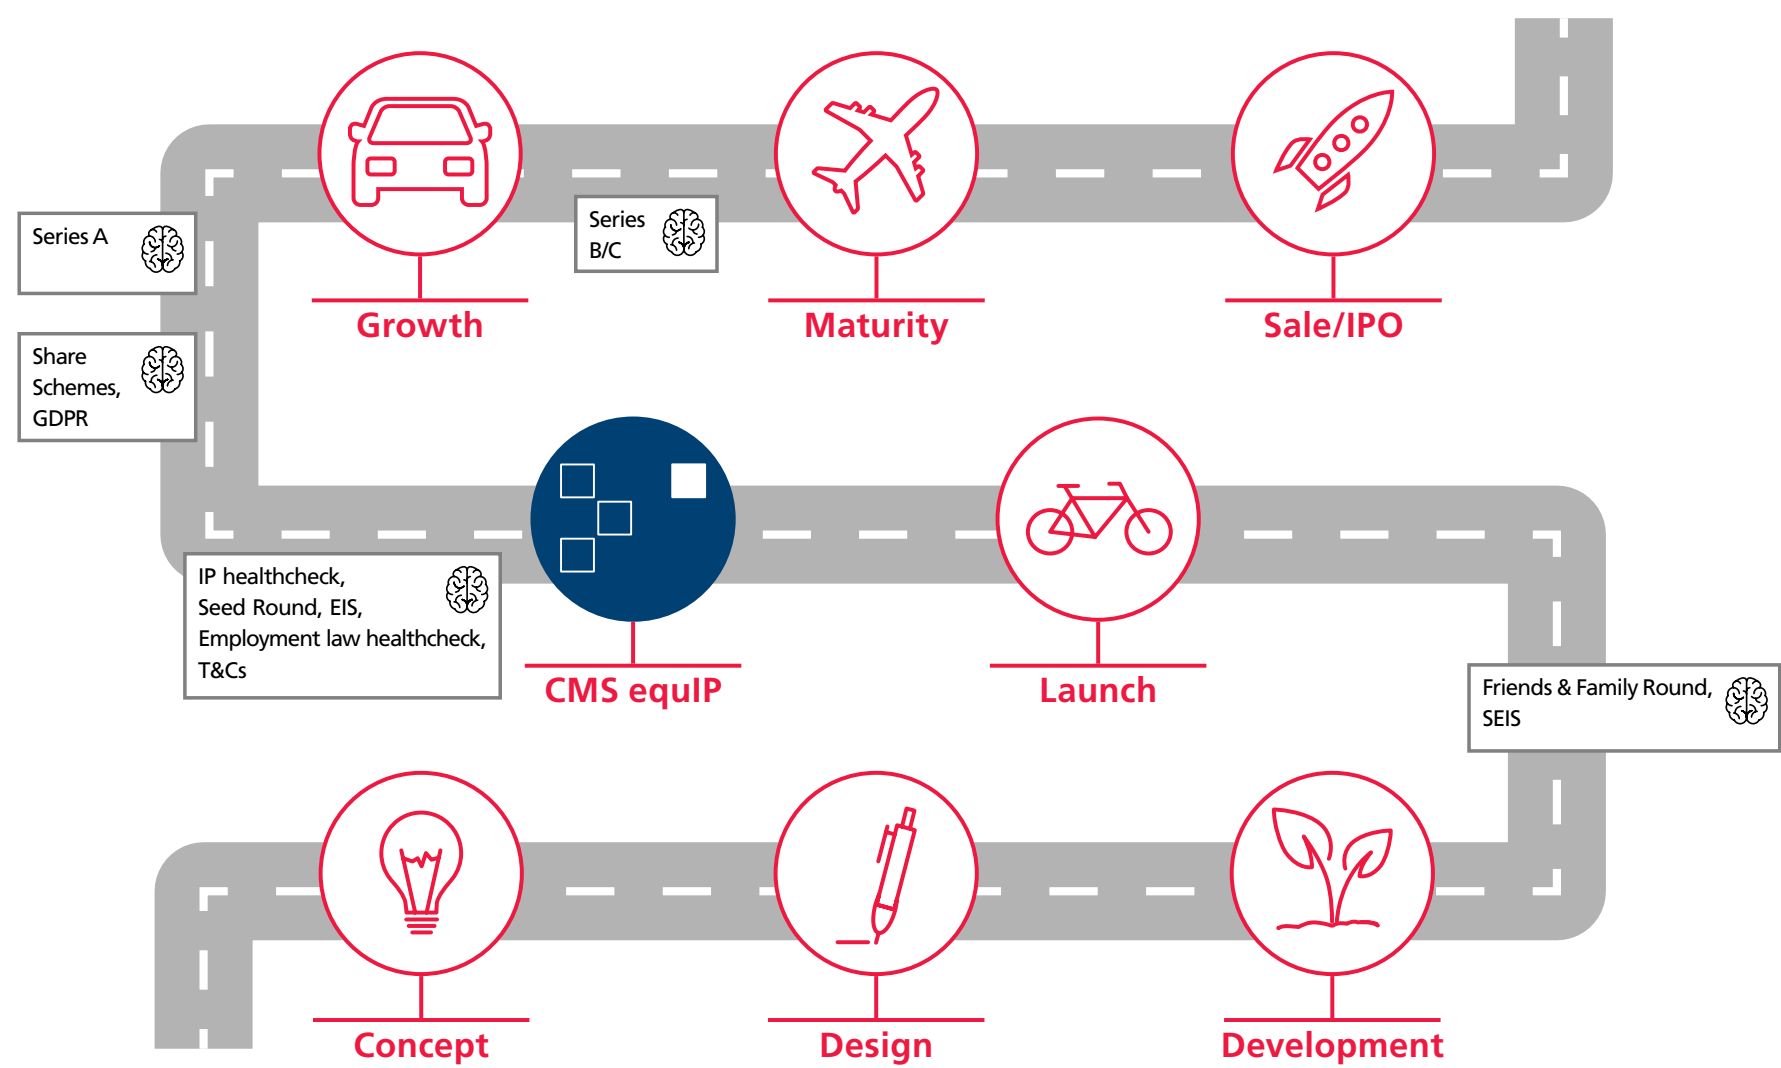 Series A
Series
B/C
Growth
Maturity
Sale/IPO
Share
Schemes,
GDPR
IP healthcheck,
Seed Round, EIS,
Employment law healthcheck,
T&Cs
CMS equIP
Launch
Friends & Family Round,
SEIS
Concept
Design
Development